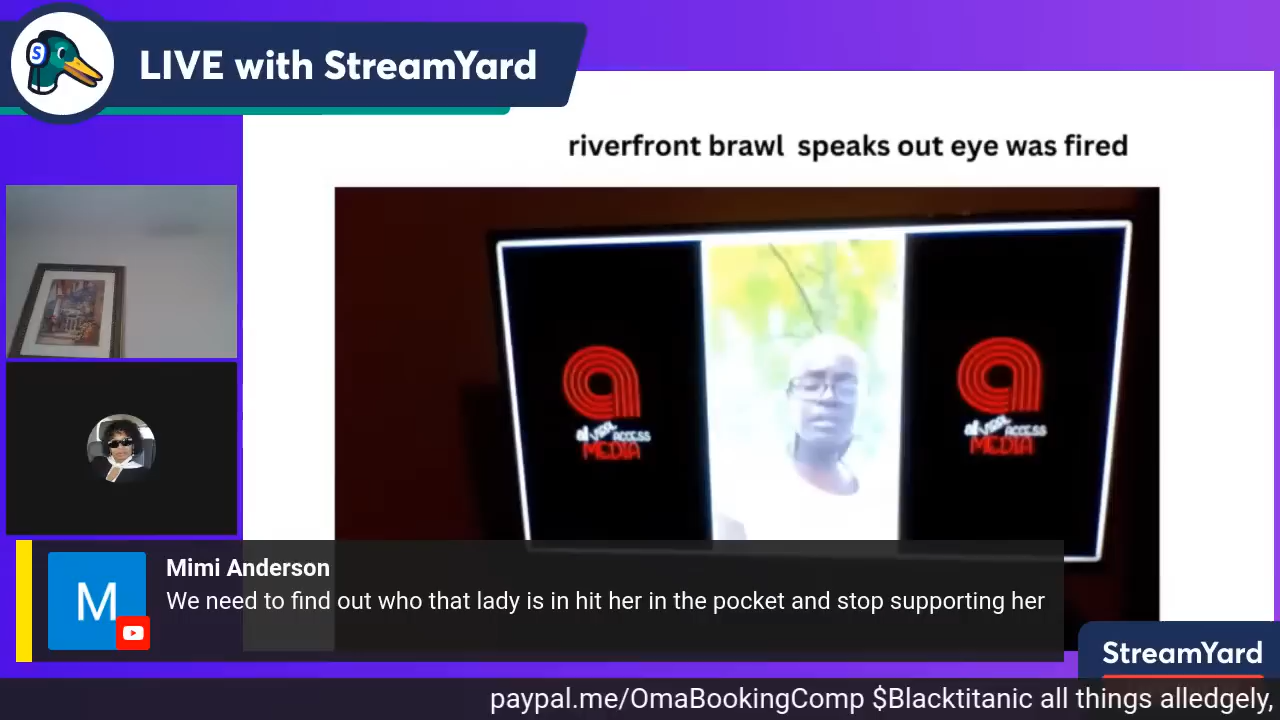 S
LIVE with StreamYard
riverfront brawl speaks out eye was fired
ACCESS
MEDIA
ACCESS
MEDIA
M
Mimi Anderson
We need to find out who that lady is in hit her in the pocket and stop supporting her
StreamYard
paypal.me/OmaBookingComp $Blacktitanic all things alledgely,